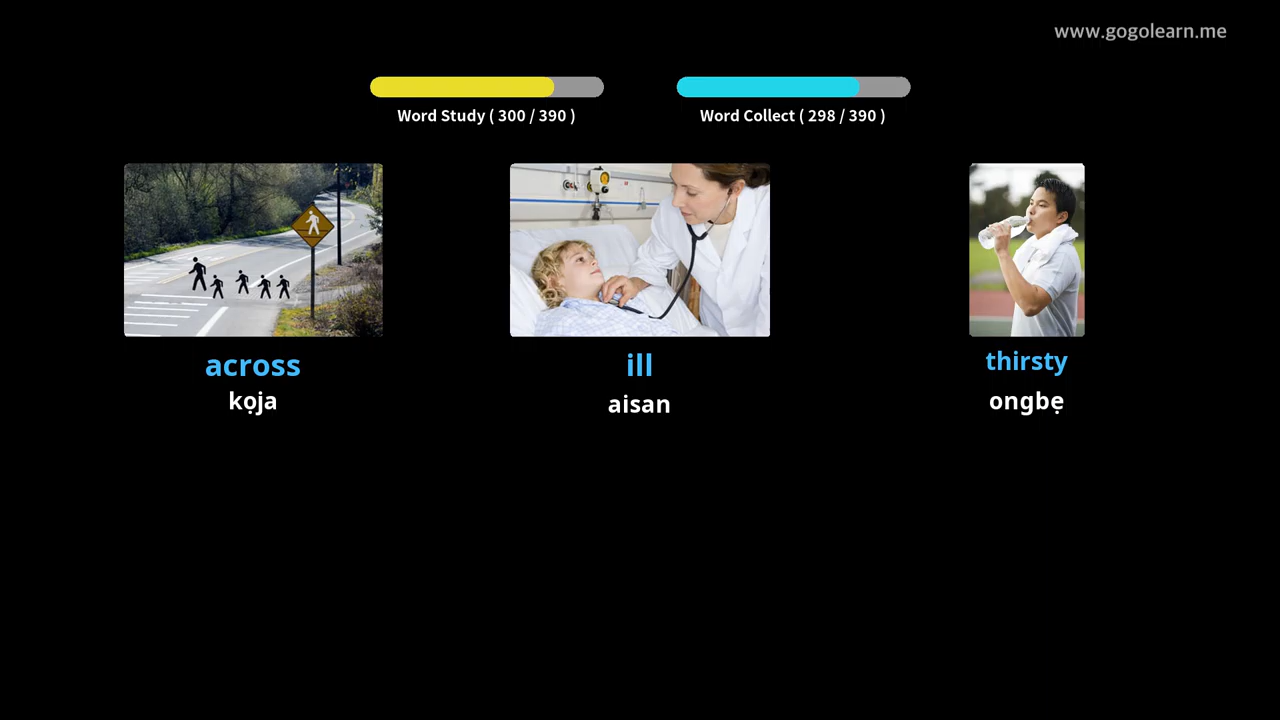 www.gogolearn.me
Word Study ( 300 / 390 )
Word Collect ( 298 / 390 )
across
ill
thirsty
kọja
aisan
ongbẹ